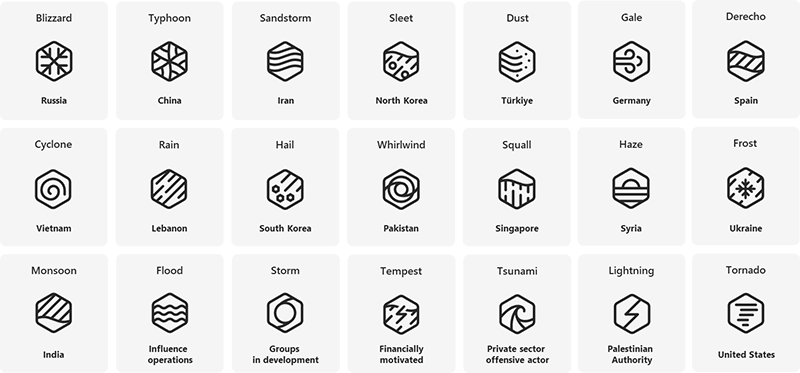 Blizzard
Typhoon
Sandstorm
Sleet
Dust
Gale
Derecho
Russia
China
Iran
North Korea
Türkiye
Germany
Spain
Cyclone
Rain
Hail
Whirlwind
Squall
Haze
Frost
Vietnam
Lebanon
South Korea
Pakistan
Singapore
Syria
Ukraine
Monsoon
Flood
Storm
Tempest
Tsunami
Lightning
Tornado
India
Influence
operations
Groups
in development
Financially
motivated
Private sector
offensive actor
Palestinian
Authority
United States